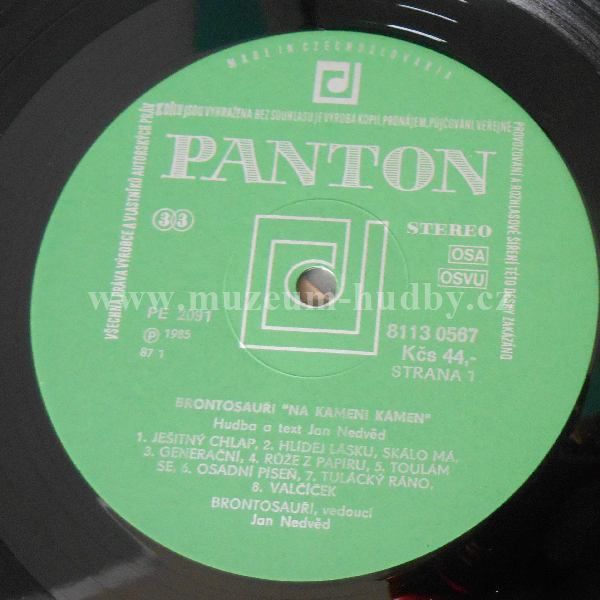 MADE IN CZECHOSLOVAKIA
VŠECHNA PRÁVA VÝROBCE A VLASTNÍKŮ AUTORSKÝCH PRÁV K DÍLU JSOU VYHRAŽENA BEZ SOUHLASU JE VÝROBA KOPIÍ, PRONÁJEM, PŮJČOVÁNÍ, VEŘEJNÉ PROVOZOVÁNÍ A ROZHLASOVÉ ŠÍŘENÍ TÉTO DESKY ZAKÁZÁNO
PANTON
33
STEREO
OSA
OSVU
www.muzeum-hudby.cz
PE 2091
8113 0567
Ⓟ 1985
Kčs 44,-
87 1
STRANA 1
BRONTOSAUŘI "NA KAMENI KÁMEN"
Hudba a text Jan Nedvěd
1. JEŠITNÝ CHLAP, 2. HLÍDEJ LÁSKU, SKÁLO MÁ,
3. GENERAČNÍ, 4. RŮŽE Z PAPÍRU, 5. TOULÁM
SE, 6. OSADNÍ PÍSEŇ, 7. TULÁCKÝ RÁNO,
8. VALČÍČEK
BRONTOSAUŘI, vedoucí
Jan Nedvěd